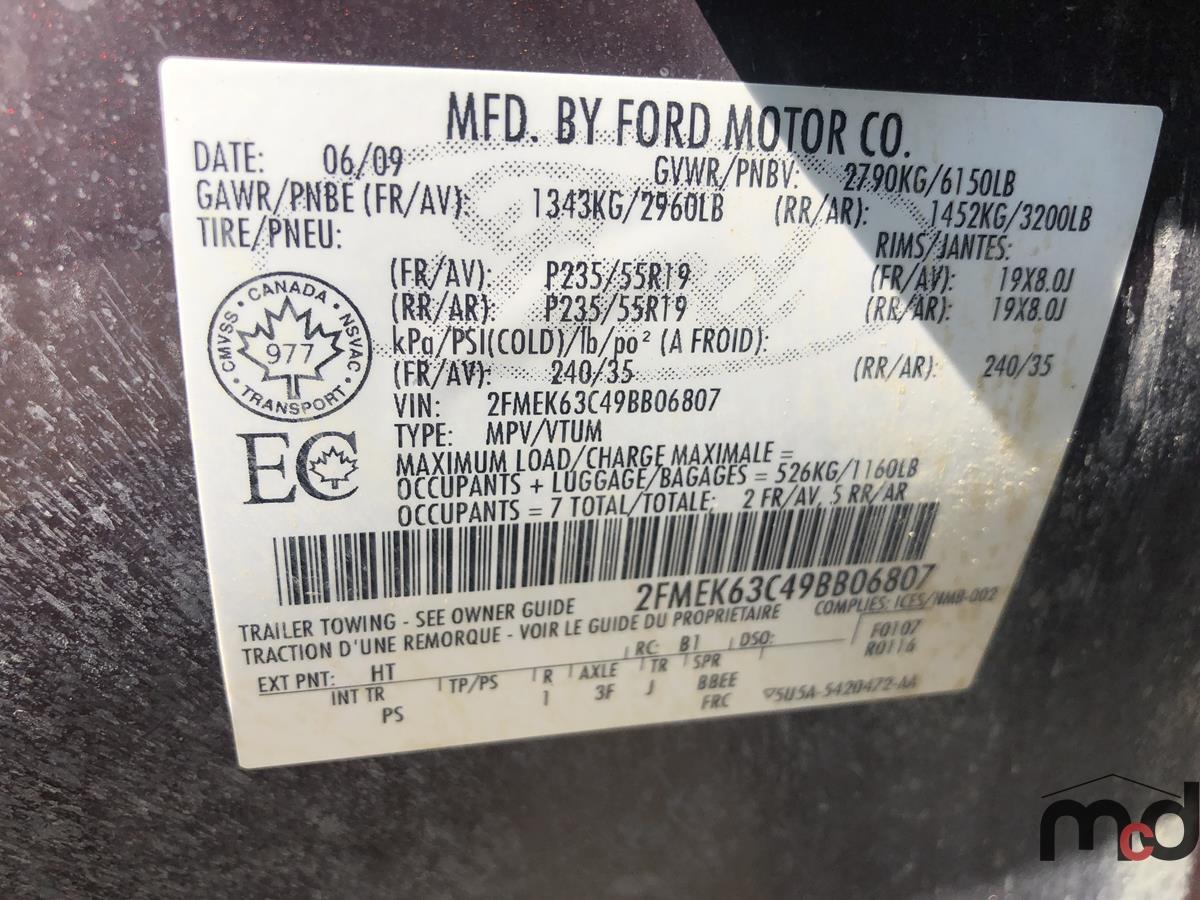 MFD. BY FORD MOTOR CO.
DATE: 06/09 GVWR/PNBV: 2790KG/6150LB
GAWR/PNBE (FR/AV): 1343KG/2960LB (RR/AR): 1452KG/3200LB
TIRE/PNEU: RIMS/JANTES:
(FR/AV): P235/55R19 (FR/AV): 19X8.0J
(RR/AR): P235/55R19 (RR/AR): 19X8.0J
kPa/PSI(COLD)/lb/po² (A FROID):
(FR/AV): 240/35 (RR/AR): 240/35
VIN: 2FMEK63C49BB06807
TYPE: MPV/VTUM
MAXIMUM LOAD/CHARGE MAXIMALE =
OCCUPANTS + LUGGAGE/BAGAGES = 526KG/1160LB
OCCUPANTS = 7 TOTAL/TOTALE: 2 FR/AV, 5 RR/AR
CANADA
CMVSS 977 NSVAC
TRANSPORT
EC
2FMEK63C49BB06807
TRAILER TOWING - SEE OWNER GUIDE COMPLIES: ICES/NMB-002
TRACTION D'UNE REMORQUE - VOIR LE GUIDE DU PROPRIETAIRE
EXT PNT: HT RC: B1 DSO: F0107
R0116
INT TR TP/PS R AXLE TR SPR
PS 1 3F J BBEE
FRC 5U5A-5420472-AA
mcd